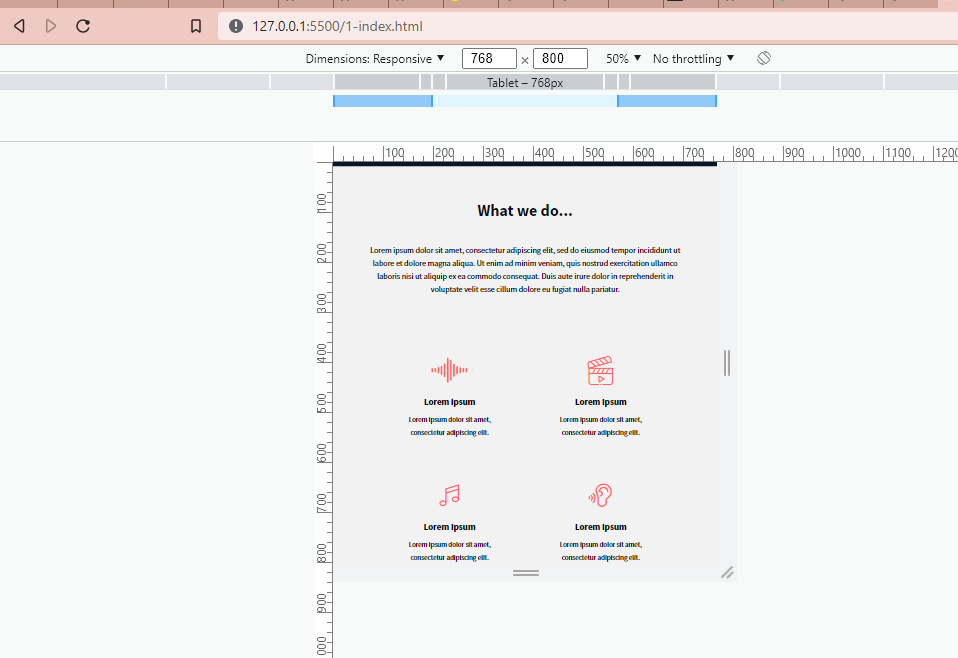 127.0.0.1:5500/1-index.html
Dimensions: Responsive ▼ 768 × 800 50% ▼ No throttling ▼
Tablet – 768px
100 200 300 400 500 600 700 800 900 1000 1100 1200
100
200
300
400
500
600
700
800
900
What we do...
Lorem ipsum dolor sit amet, consectetur adipiscing elit, sed do eiusmod tempor incididunt ut
labore et dolore magna aliqua. Ut enim ad minim veniam, quis nostrud exercitation ullamco
laboris nisi ut aliquip ex ea commodo consequat. Duis aute irure dolor in reprehenderit in
voluptate velit esse cillum dolore eu fugiat nulla pariatur.
Lorem Ipsum
Lorem ipsum dolor sit amet,
consectetur adipiscing elit.
Lorem Ipsum
Lorem ipsum dolor sit amet,
consectetur adipiscing elit.
Lorem Ipsum
Lorem ipsum dolor sit amet,
consectetur adipiscing elit.
Lorem Ipsum
Lorem ipsum dolor sit amet,
consectetur adipiscing elit.